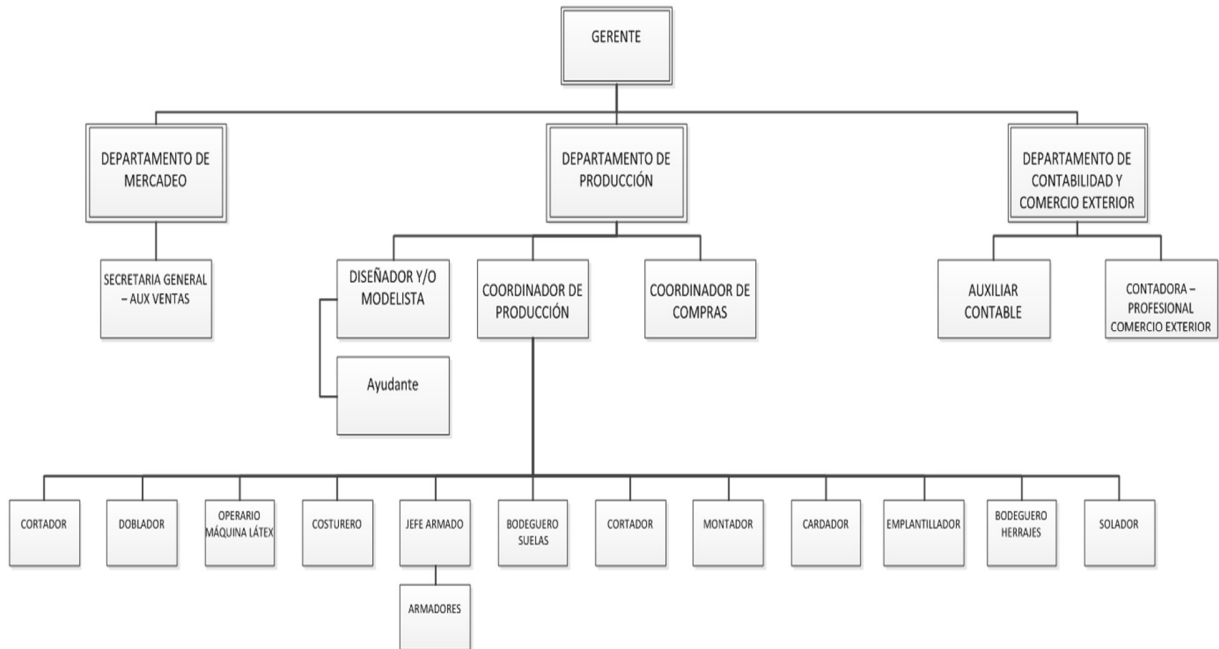 GERENTE
DEPARTAMENTO DE
MERCADEO
DEPARTAMENTO DE
PRODUCCIÓN
DEPARTAMENTO DE
CONTABILIDAD Y
COMERCIO EXTERIOR
SECRETARIA GENERAL
– AUX VENTAS
DISEÑADOR Y/O
MODELISTA
COORDINADOR DE
PRODUCCIÓN
COORDINADOR DE
COMPRAS
AUXILIAR
CONTABLE
CONTADORA –
PROFESIONAL
COMERCIO EXTERIOR
Ayudante
CORTADOR
DOBLADOR
OPERARIO
MÁQUINA LÁTEX
COSTURERO
JEFE ARMADO
BODEGUERO
SUELAS
CORTADOR
MONTADOR
CARDADOR
EMPLANTILLADOR
BODEGUERO
HERRAJES
SOLADOR
ARMADORES